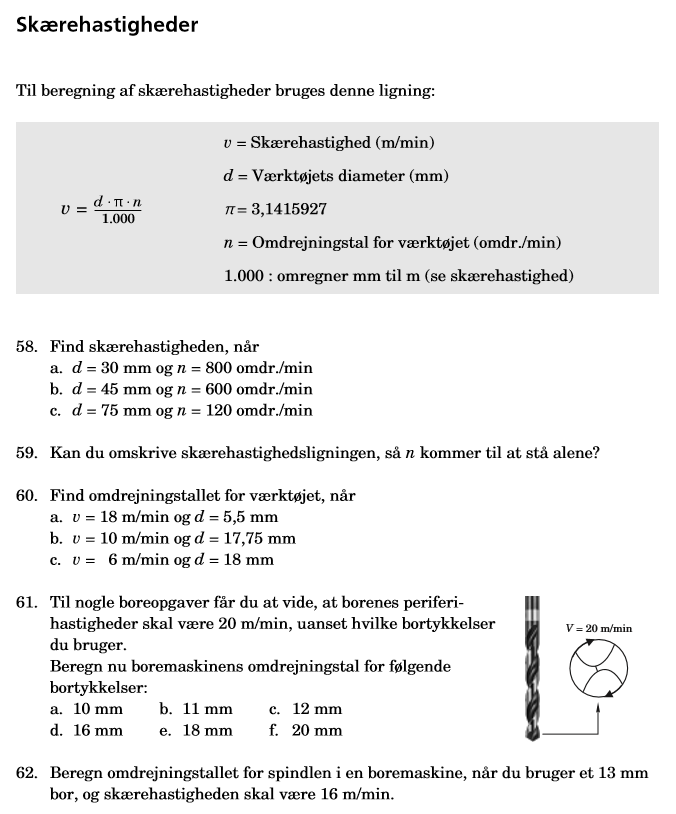 Skærehastigheder
Til beregning af skærehastigheder bruges denne ligning:
v = Skærehastighed (m/min)
d = Værktøjets diameter (mm)
v = d · π · n / 1.000
π = 3,1415927
n = Omdrejningstal for værktøjet (omdr./min)
1.000 : omregner mm til m (se skærehastighed)
58. Find skærehastigheden, når
a. d = 30 mm og n = 800 omdr./min
b. d = 45 mm og n = 600 omdr./min
c. d = 75 mm og n = 120 omdr./min
59. Kan du omskrive skærehastighedsligningen, så n kommer til at stå alene?
60. Find omdrejningstallet for værktøjet, når
a. v = 18 m/min og d = 5,5 mm
b. v = 10 m/min og d = 17,75 mm
c. v = 6 m/min og d = 18 mm
61. Til nogle boreopgaver får du at vide, at borenes periferi-
hastigheder skal være 20 m/min, uanset hvilke bortykkelser
du bruger.
Beregn nu boremaskinens omdrejningstal for følgende
bortykkelser:
a. 10 mm b. 11 mm c. 12 mm
d. 16 mm e. 18 mm f. 20 mm
V = 20 m/min
62. Beregn omdrejningstallet for spindlen i en boremaskine, når du bruger et 13 mm
bor, og skærehastigheden skal være 16 m/min.